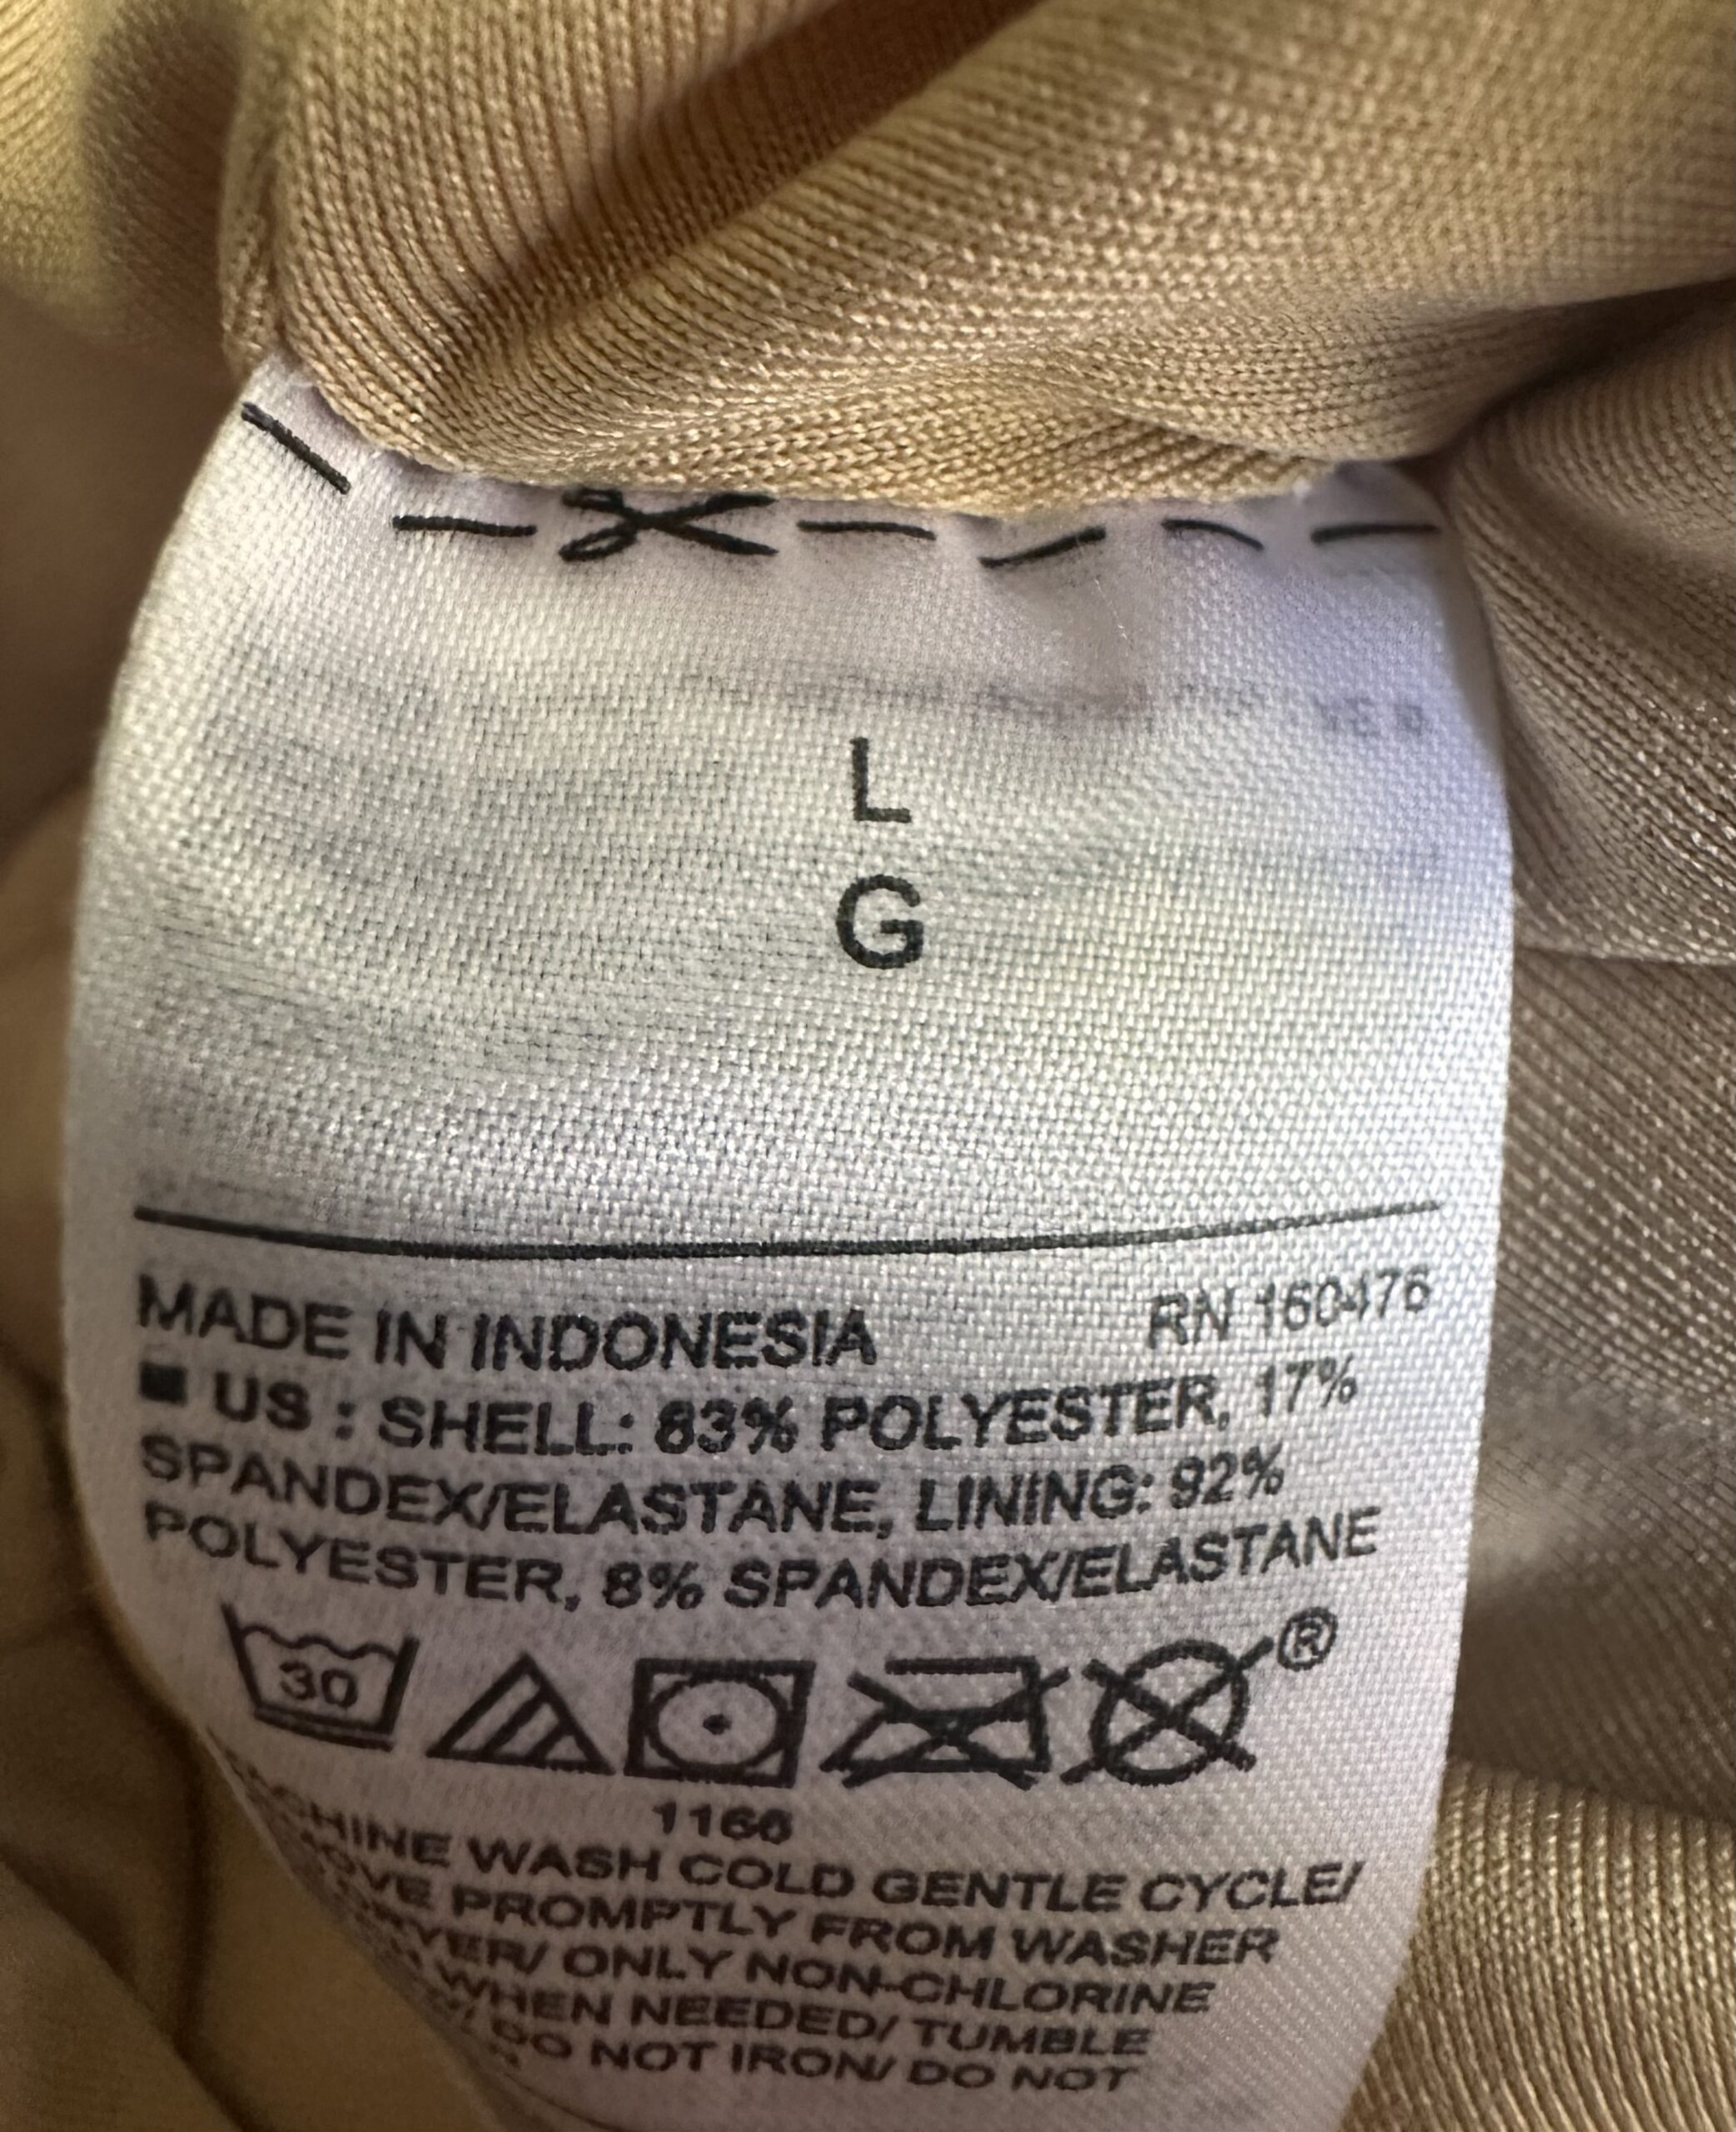 L
G
MADE IN INDONESIA RN 160476
US : SHELL: 83% POLYESTER, 17%
SPANDEX/ELASTANE, LINING: 92%
POLYESTER, 8% SPANDEX/ELASTANE
30 ®
1166
WASH COLD GENTLE CYCLE/
PROMPTLY FROM WASHER
ONLY NON-CHLORINE
WHEN NEEDED/ TUMBLE
DO NOT IRON/ DO NOT